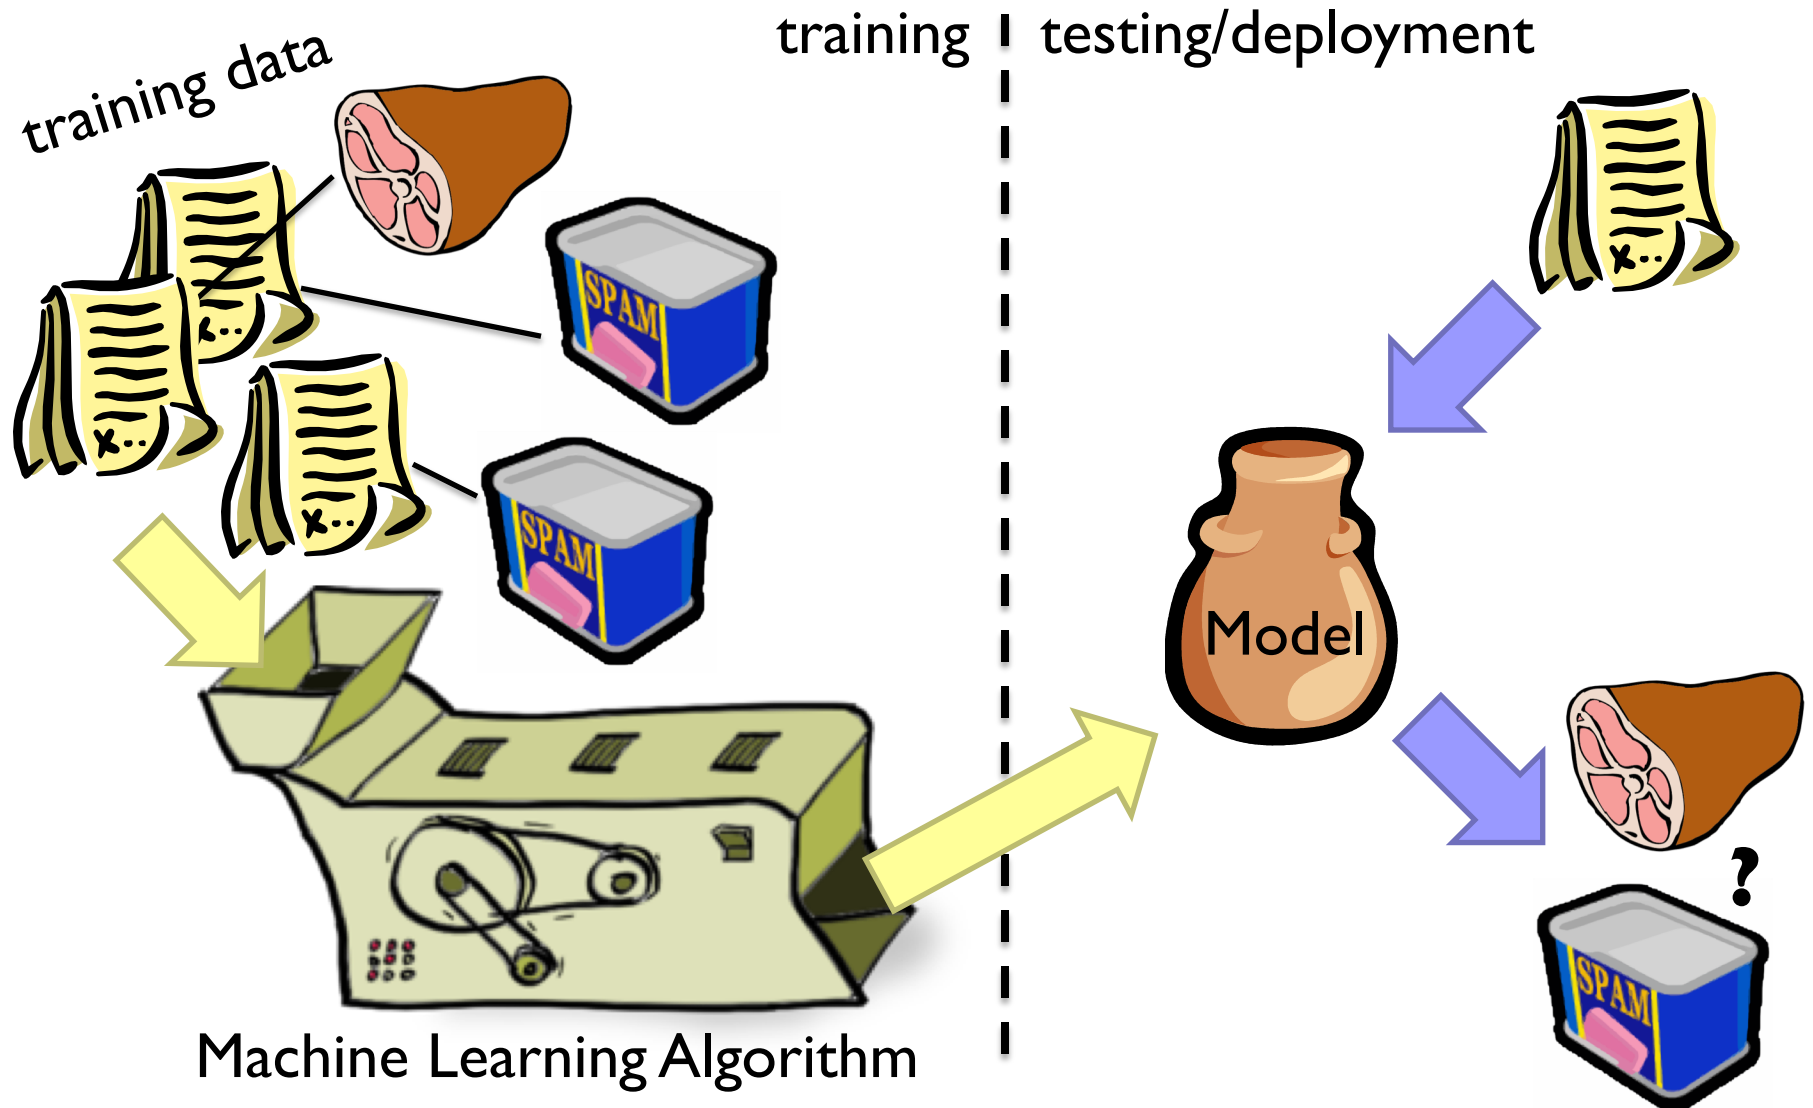 training
testing/deployment
training data
SPAM
x..
x..
x..
x..
SPAM
Model
Machine Learning Algorithm
?
SPAM